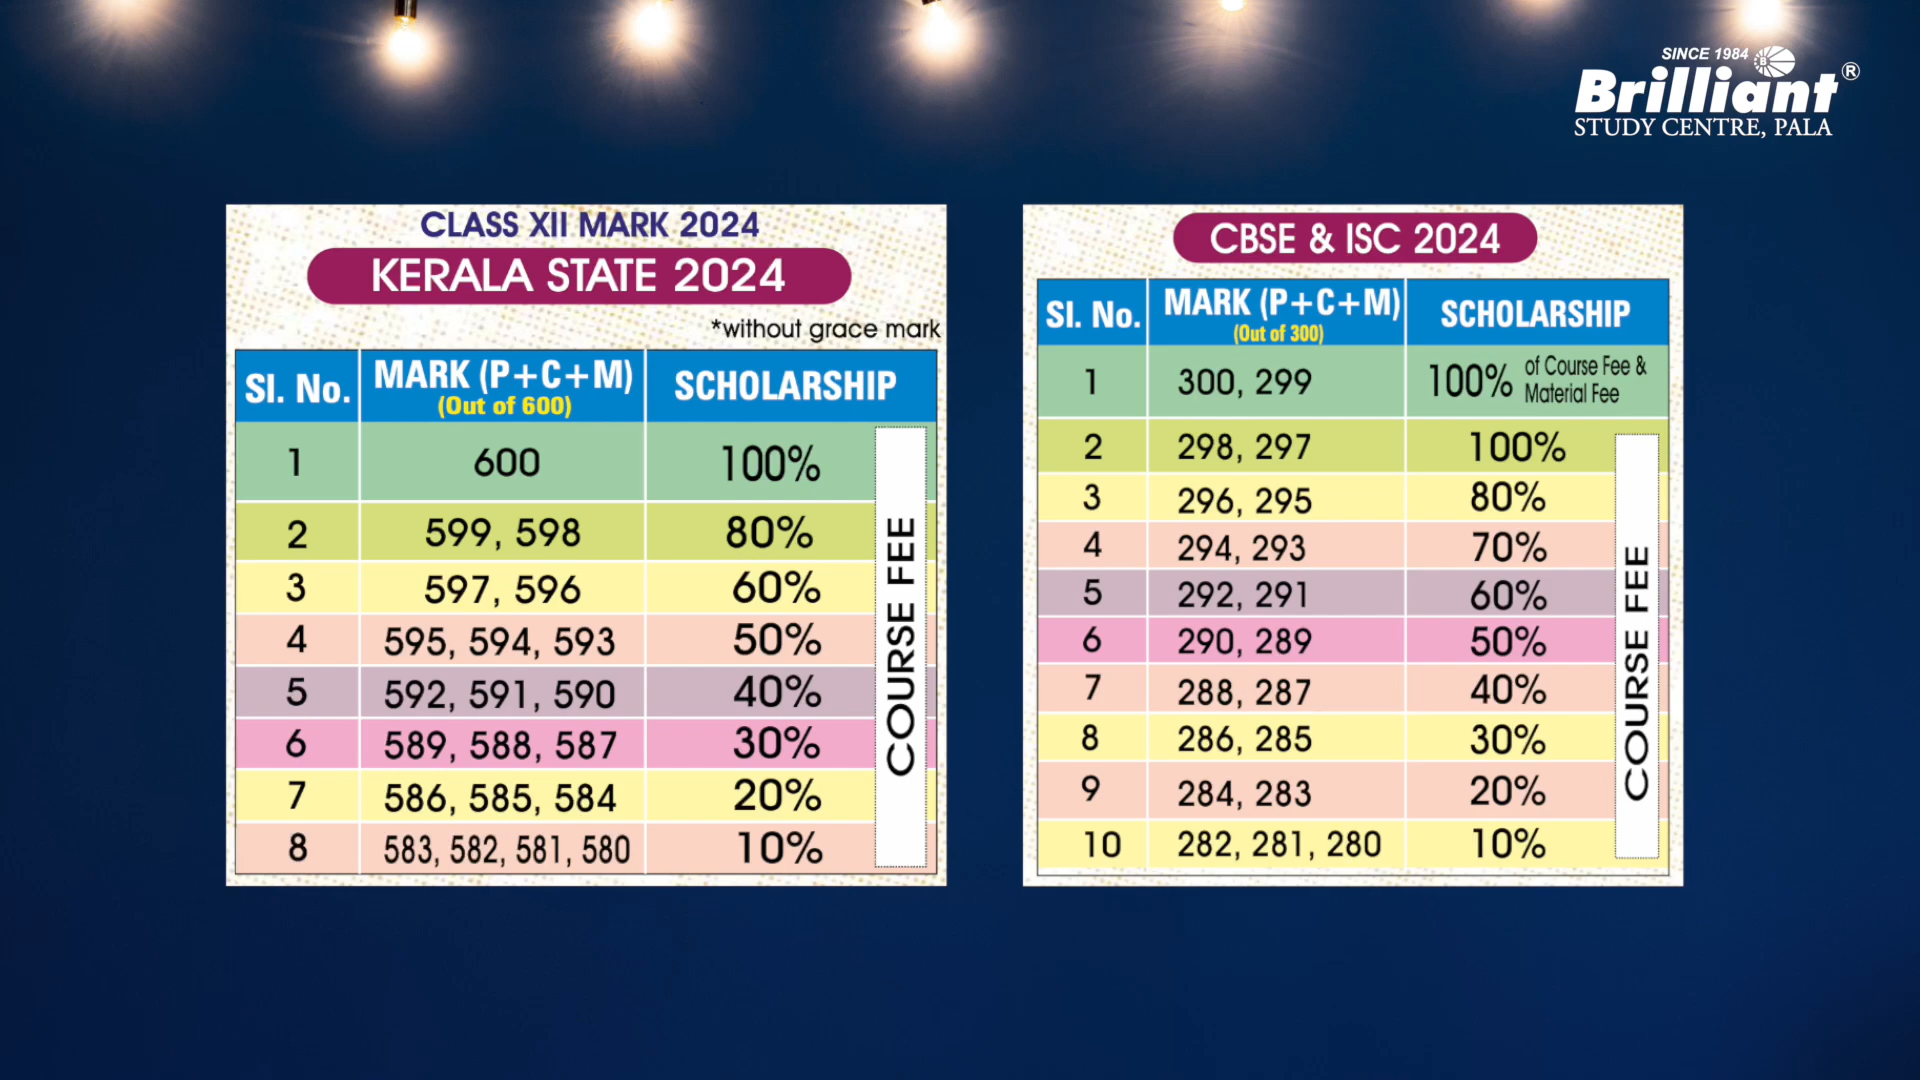 SINCE 1984
Brilliant®
STUDY CENTRE, PALA
CLASS XII MARK 2024
KERALA STATE 2024
*without grace mark
Sl. No. MARK (P+C+M) SCHOLARSHIP
(Out of 600)
1 600 100%
2 599, 598 80%
3 597, 596 60%
4 595, 594, 593 50%
5 592, 591, 590 40%
6 589, 588, 587 30%
7 586, 585, 584 20%
8 583, 582, 581, 580 10%
COURSE FEE
CBSE & ISC 2024
Sl. No. MARK (P+C+M) SCHOLARSHIP
(Out of 300)
1 300, 299 100% of Course Fee &
Material Fee
2 298, 297 100%
3 296, 295 80%
4 294, 293 70%
5 292, 291 60%
6 290, 289 50%
7 288, 287 40%
8 286, 285 30%
9 284, 283 20%
10 282, 281, 280 10%
COURSE FEE